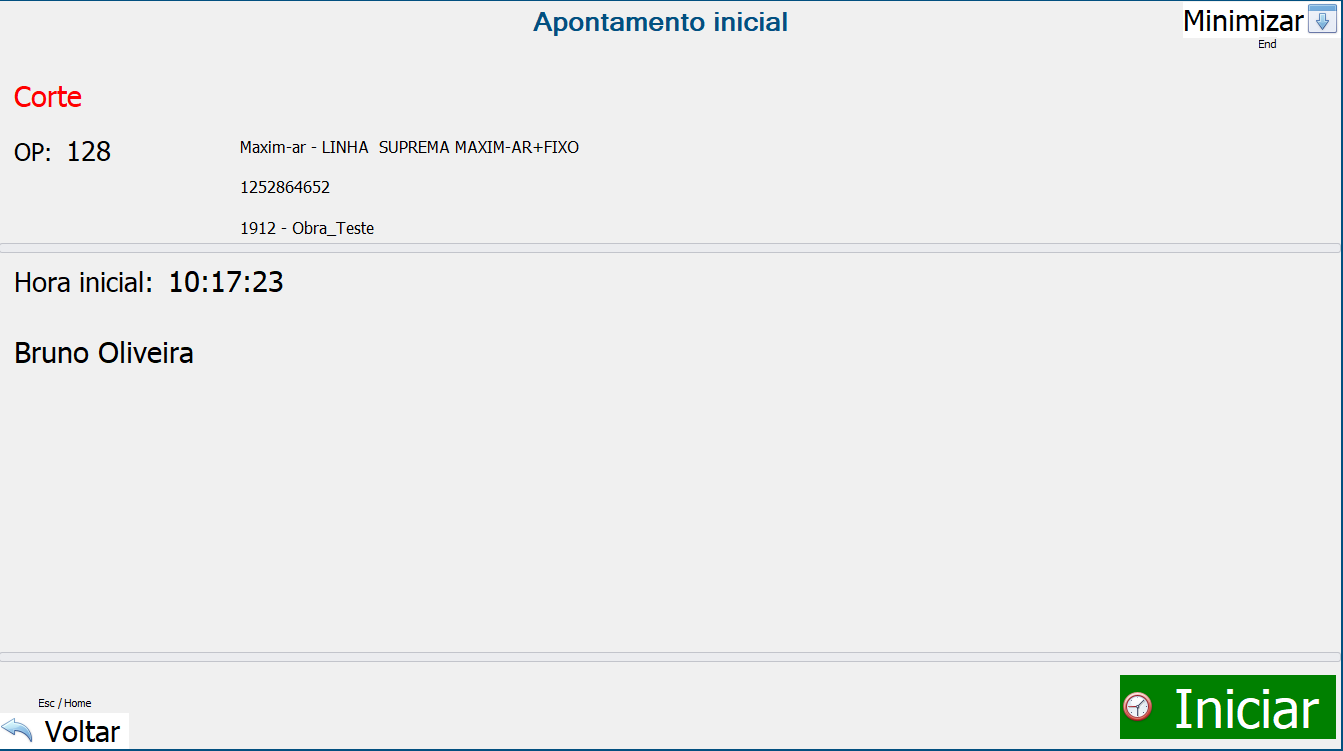 Apontamento inicial
Minimizar
End
Corte
OP: 128
Maxim-ar - LINHA  SUPREMA MAXIM-AR+FIXO
1252864652
1912 - Obra_Teste
Hora inicial: 10:17:23
Bruno Oliveira
Esc / Home
Voltar
Iniciar